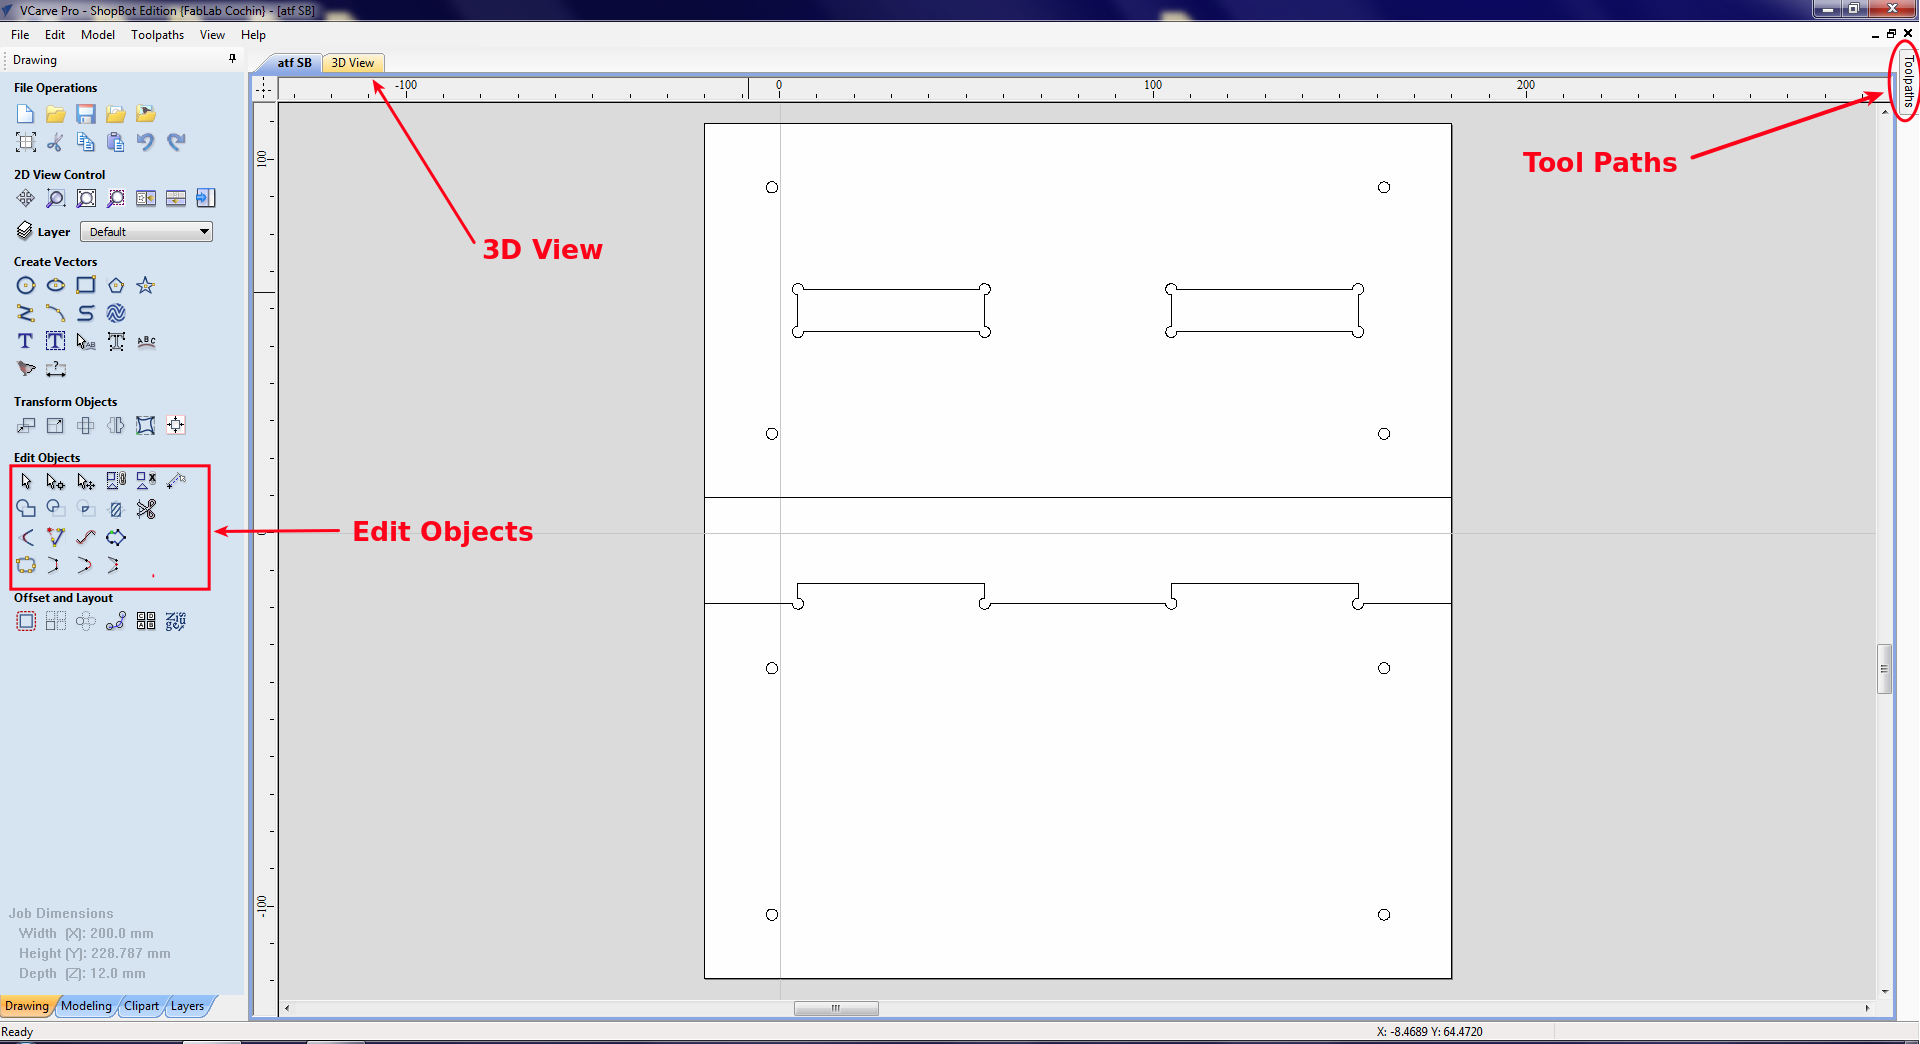 VCarve Pro - ShopBot Edition {FabLab Cochin} - [atf SB]
File Edit Model Toolpaths View Help
Drawing
atf SB 3D View
Toolpaths
File Operations
-100 0 100 200
100
Tool Paths
2D View Control
Layer Default
3D View
Create Vectors
T T AB T ABC
?
Transform Objects
Edit Objects
Edit Objects
0
Offset and Layout
-100
Job Dimensions
Width (X): 200.0 mm
Height (Y): 228.787 mm
Depth (Z): 12.0 mm
Drawing Modeling Clipart Layers
Ready
X: -8.4689 Y: 64.4720